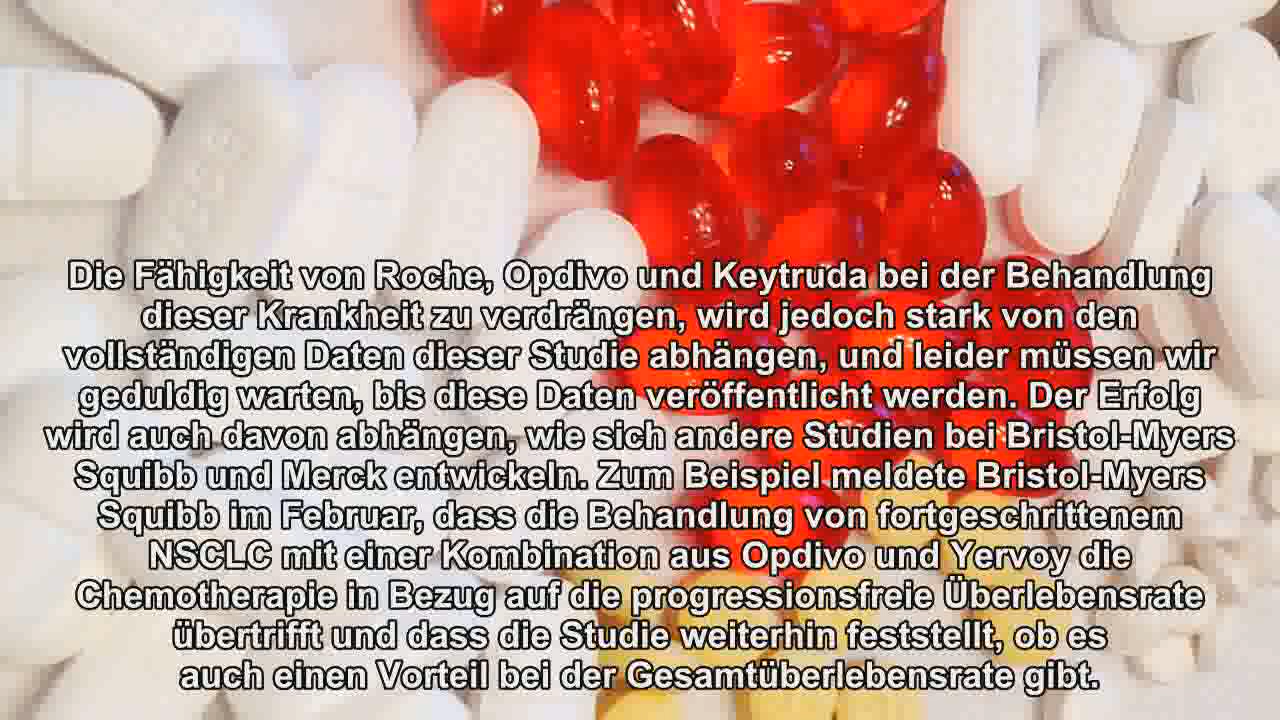 Die Fähigkeit von Roche, Opdivo und Keytruda bei der Behandlung
dieser Krankheit zu verdrängen, wird jedoch stark von den
vollständigen Daten dieser Studie abhängen, und leider müssen wir
geduldig warten, bis diese Daten veröffentlicht werden. Der Erfolg
wird auch davon abhängen, wie sich andere Studien bei Bristol-Myers
Squibb und Merck entwickeln. Zum Beispiel meldete Bristol-Myers
Squibb im Februar, dass die Behandlung von fortgeschrittenem
NSCLC mit einer Kombination aus Opdivo und Yervoy die
Chemotherapie in Bezug auf die progressionsfreie Überlebensrate
übertrifft und dass die Studie weiterhin feststellt, ob es
auch einen Vorteil bei der Gesamtüberlebensrate gibt.